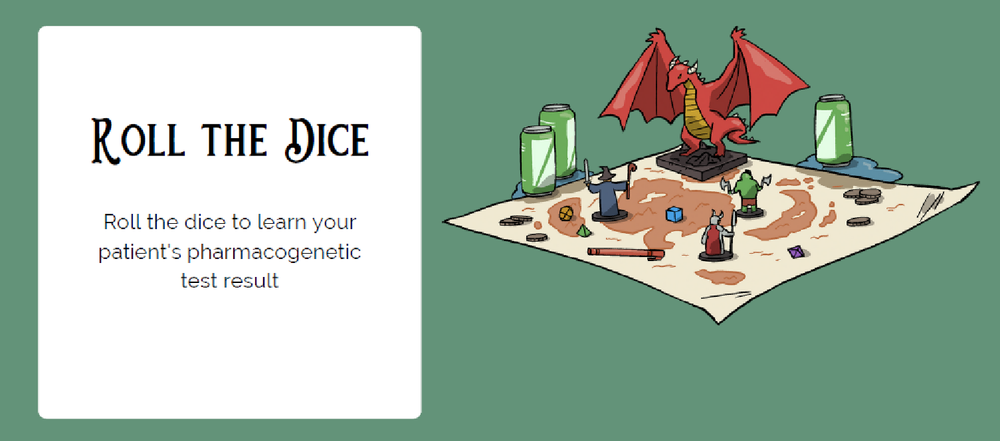 Roll the Dice
Roll the dice to learn your
patient's pharmacogenetic
test result